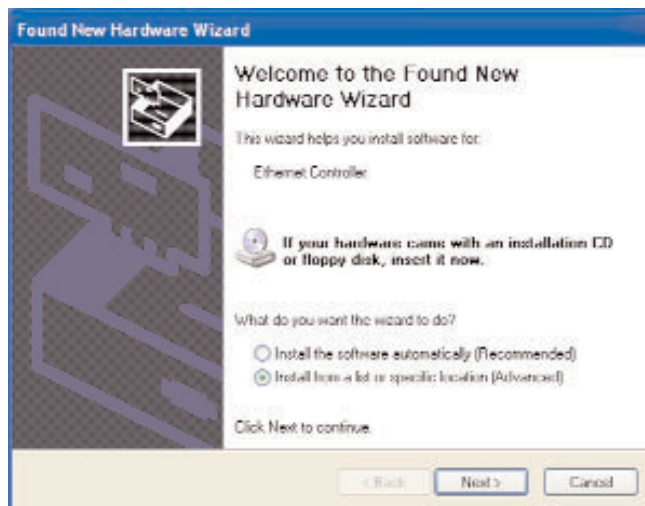 Found New Hardware Wizard
Welcome to the Found New
Hardware Wizard
This wizard helps you install software for:
Ethernet Controller
If your hardware came with an installation CD
or floppy disk, insert it now.
What do you want the wizard to do?
Install the software automatically (Recommended)
Install from a list or specific location (Advanced)
Click Next to continue.
< Back
Next >
Cancel